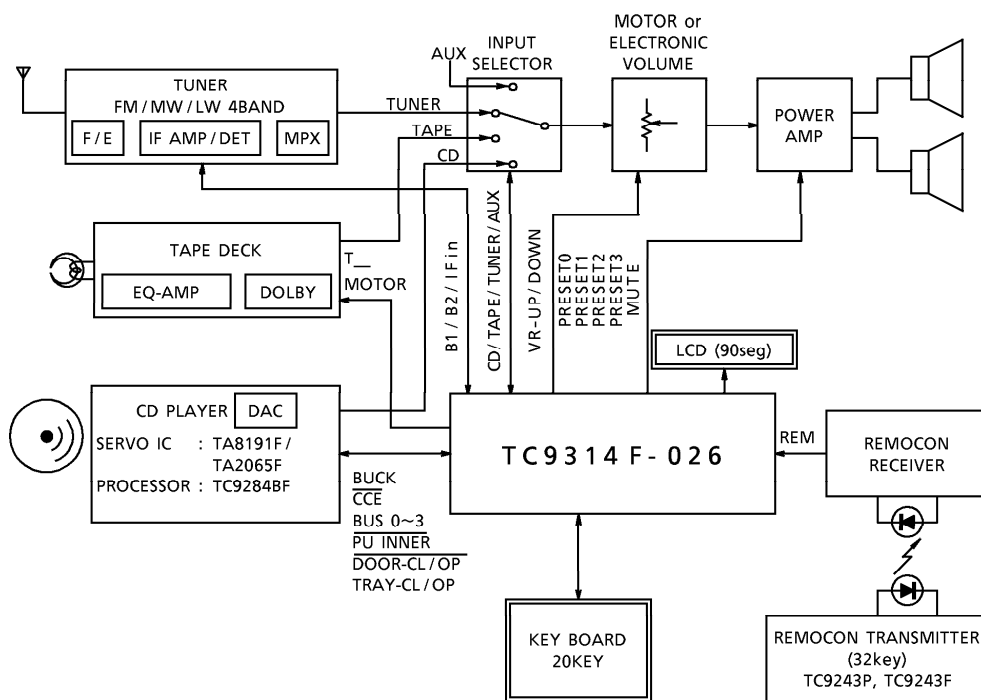 MOTOR or
ELECTRONIC
VOLUME
INPUT
SELECTOR
AUX
TUNER
FM / MW / LW 4BAND
F / E
IF AMP / DET
MPX
TUNER
TAPE
CD
POWER
AMP
TAPE DECK
EQ-AMP
DOLBY
T__
MOTOR
B1 / B2 / IFin
CD / TAPE / TUNER / AUX
VR-UP / DOWN
PRESET0
PRESET1
PRESET2
PRESET3
MUTE
LCD (90seg)
CD PLAYER
DAC
SERVO IC : TA8191F /
TA2065F
PROCESSOR : TC9284BF
BUCK
CCE
BUS 0~3
PU INNER
DOOR-CL / OP
TRAY-CL / OP
TC9314F-026
REM
REMOCON
RECEIVER
KEY BOARD
20KEY
REMOCON TRANSMITTER
(32key)
TC9243P, TC9243F